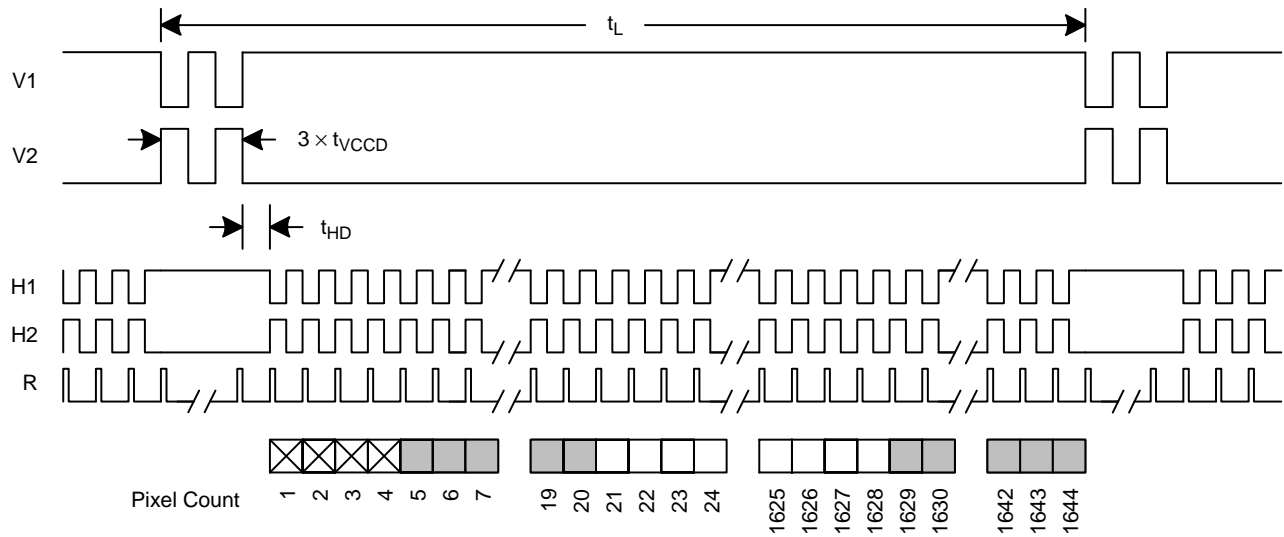 t_L
V1
3 × t_VCCD
V2
t_HD
H1
H2
R
Pixel Count 1 2 3 4 5 6 7 19 20 21 22 23 24 1625 1626 1627 1628 1629 1630 1642 1643 1644